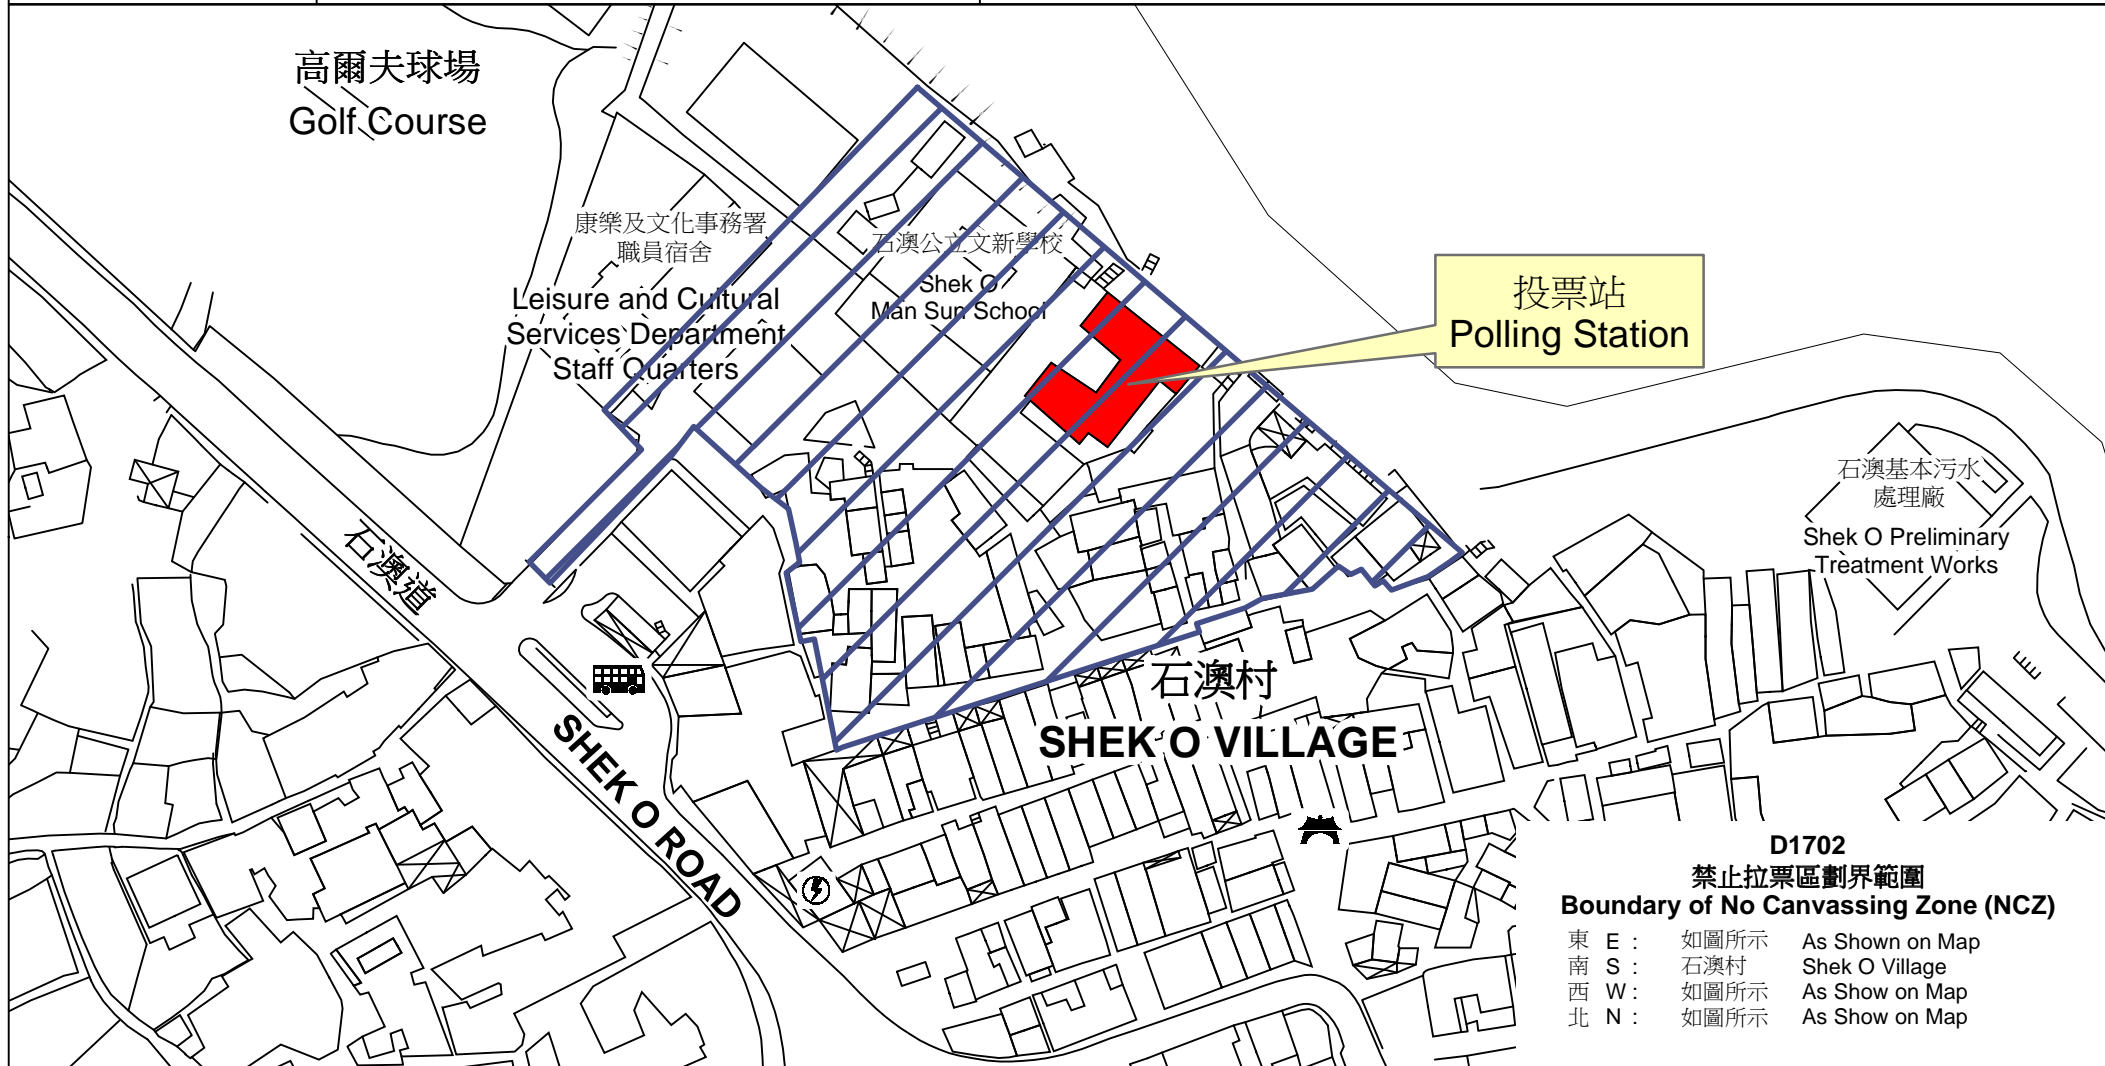 高爾夫球場
Golf Course
康樂及文化事務署
職員宿舍
Leisure and Cultural
Services Department
Staff Quarters
石澳公立文新學校
Shek O
Man Sun School
投票站
Polling Station
石澳基本污水
處理廠
Shek O Preliminary
Treatment Works
石澳道
SHEK O ROAD
石澳村
SHEK O VILLAGE
D1702
禁止拉票區劃界範圍
Boundary of No Canvassing Zone (NCZ)
東 E : 如圖所示 As Shown on Map
南 S : 石澳村 Shek O Village
西 W : 如圖所示 As Show on Map
北 N : 如圖所示 As Show on Map